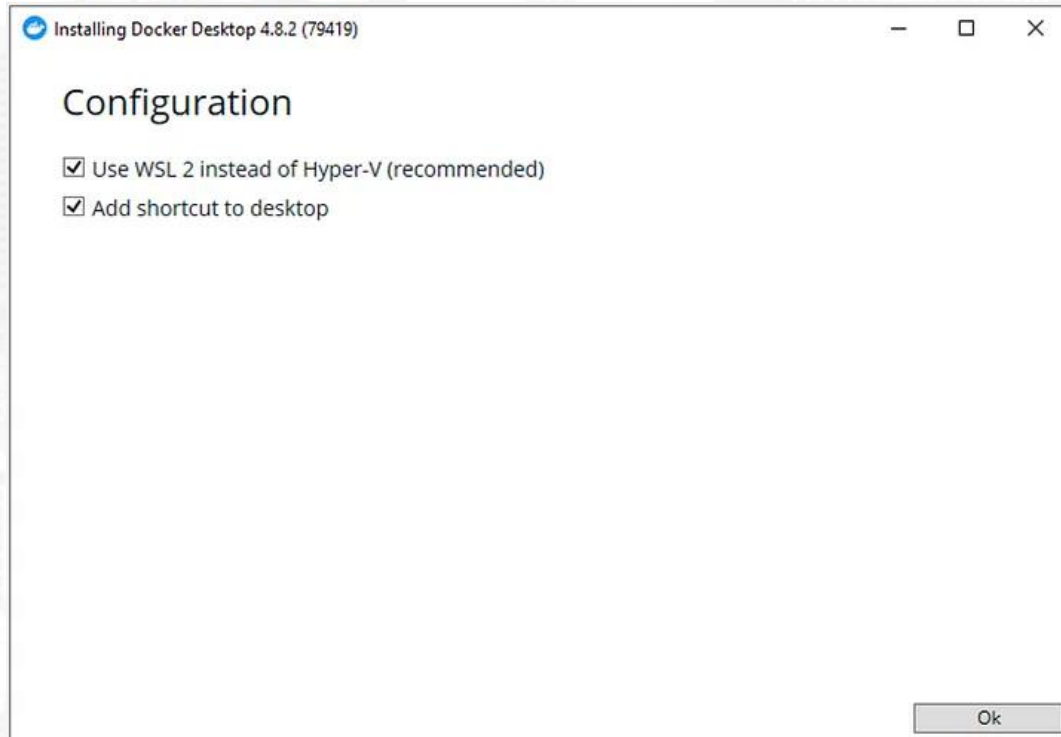 Installing Docker Desktop 4.8.2 (79419)
Configuration
Use WSL 2 instead of Hyper-V (recommended)
Add shortcut to desktop
Ok